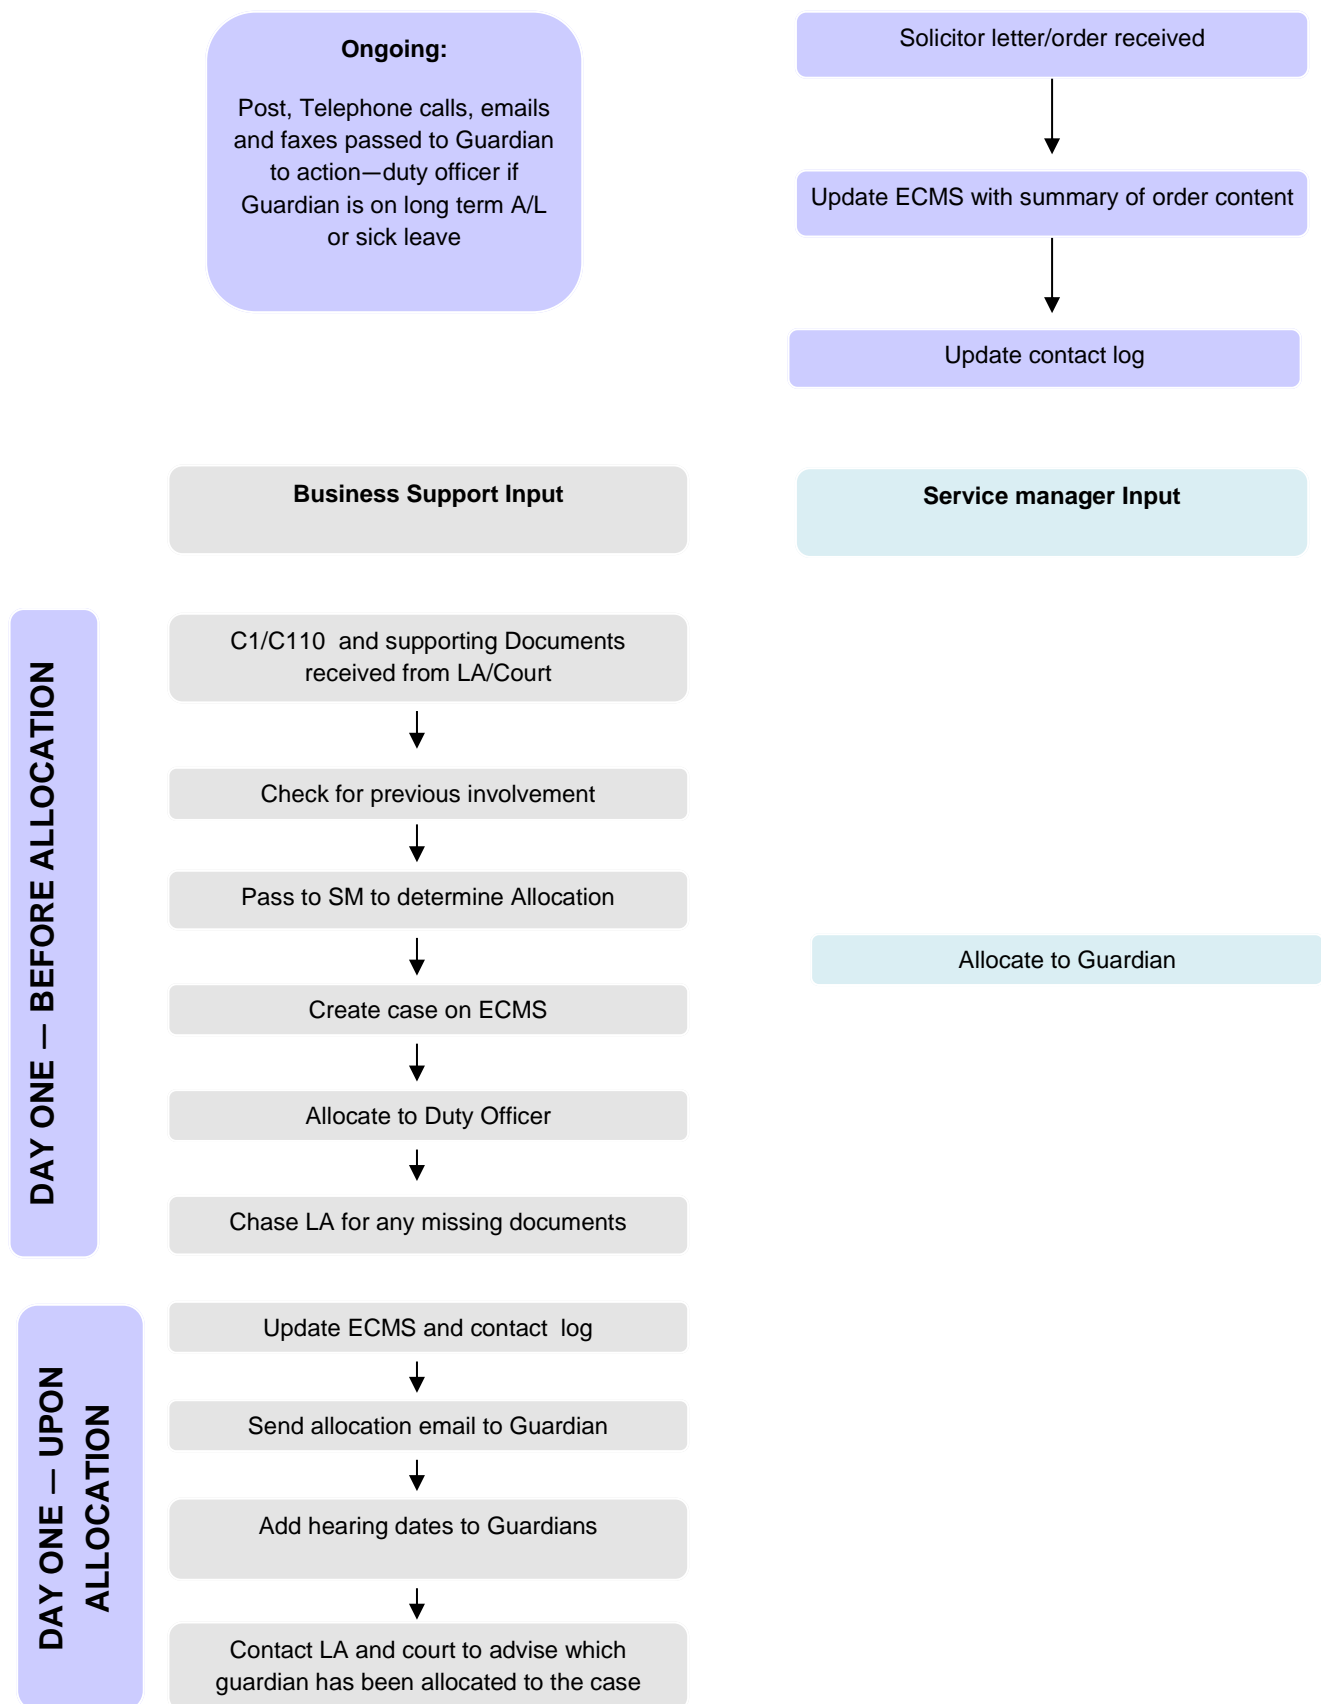 Ongoing:
Post, Telephone calls, emails
and faxes passed to Guardian
to action—duty officer if
Guardian is on long term A/L
or sick leave
Solicitor letter/order received
Update ECMS with summary of order content
Update contact log
Business Support Input
Service manager Input
DAY ONE — BEFORE ALLOCATION
C1/C110 and supporting Documents
received from LA/Court
Check for previous involvement
Pass to SM to determine Allocation
Allocate to Guardian
Create case on ECMS
Allocate to Duty Officer
Chase LA for any missing documents
DAY ONE — UPON
ALLOCATION
Update ECMS and contact log
Send allocation email to Guardian
Add hearing dates to Guardians
Contact LA and court to advise which
guardian has been allocated to the case